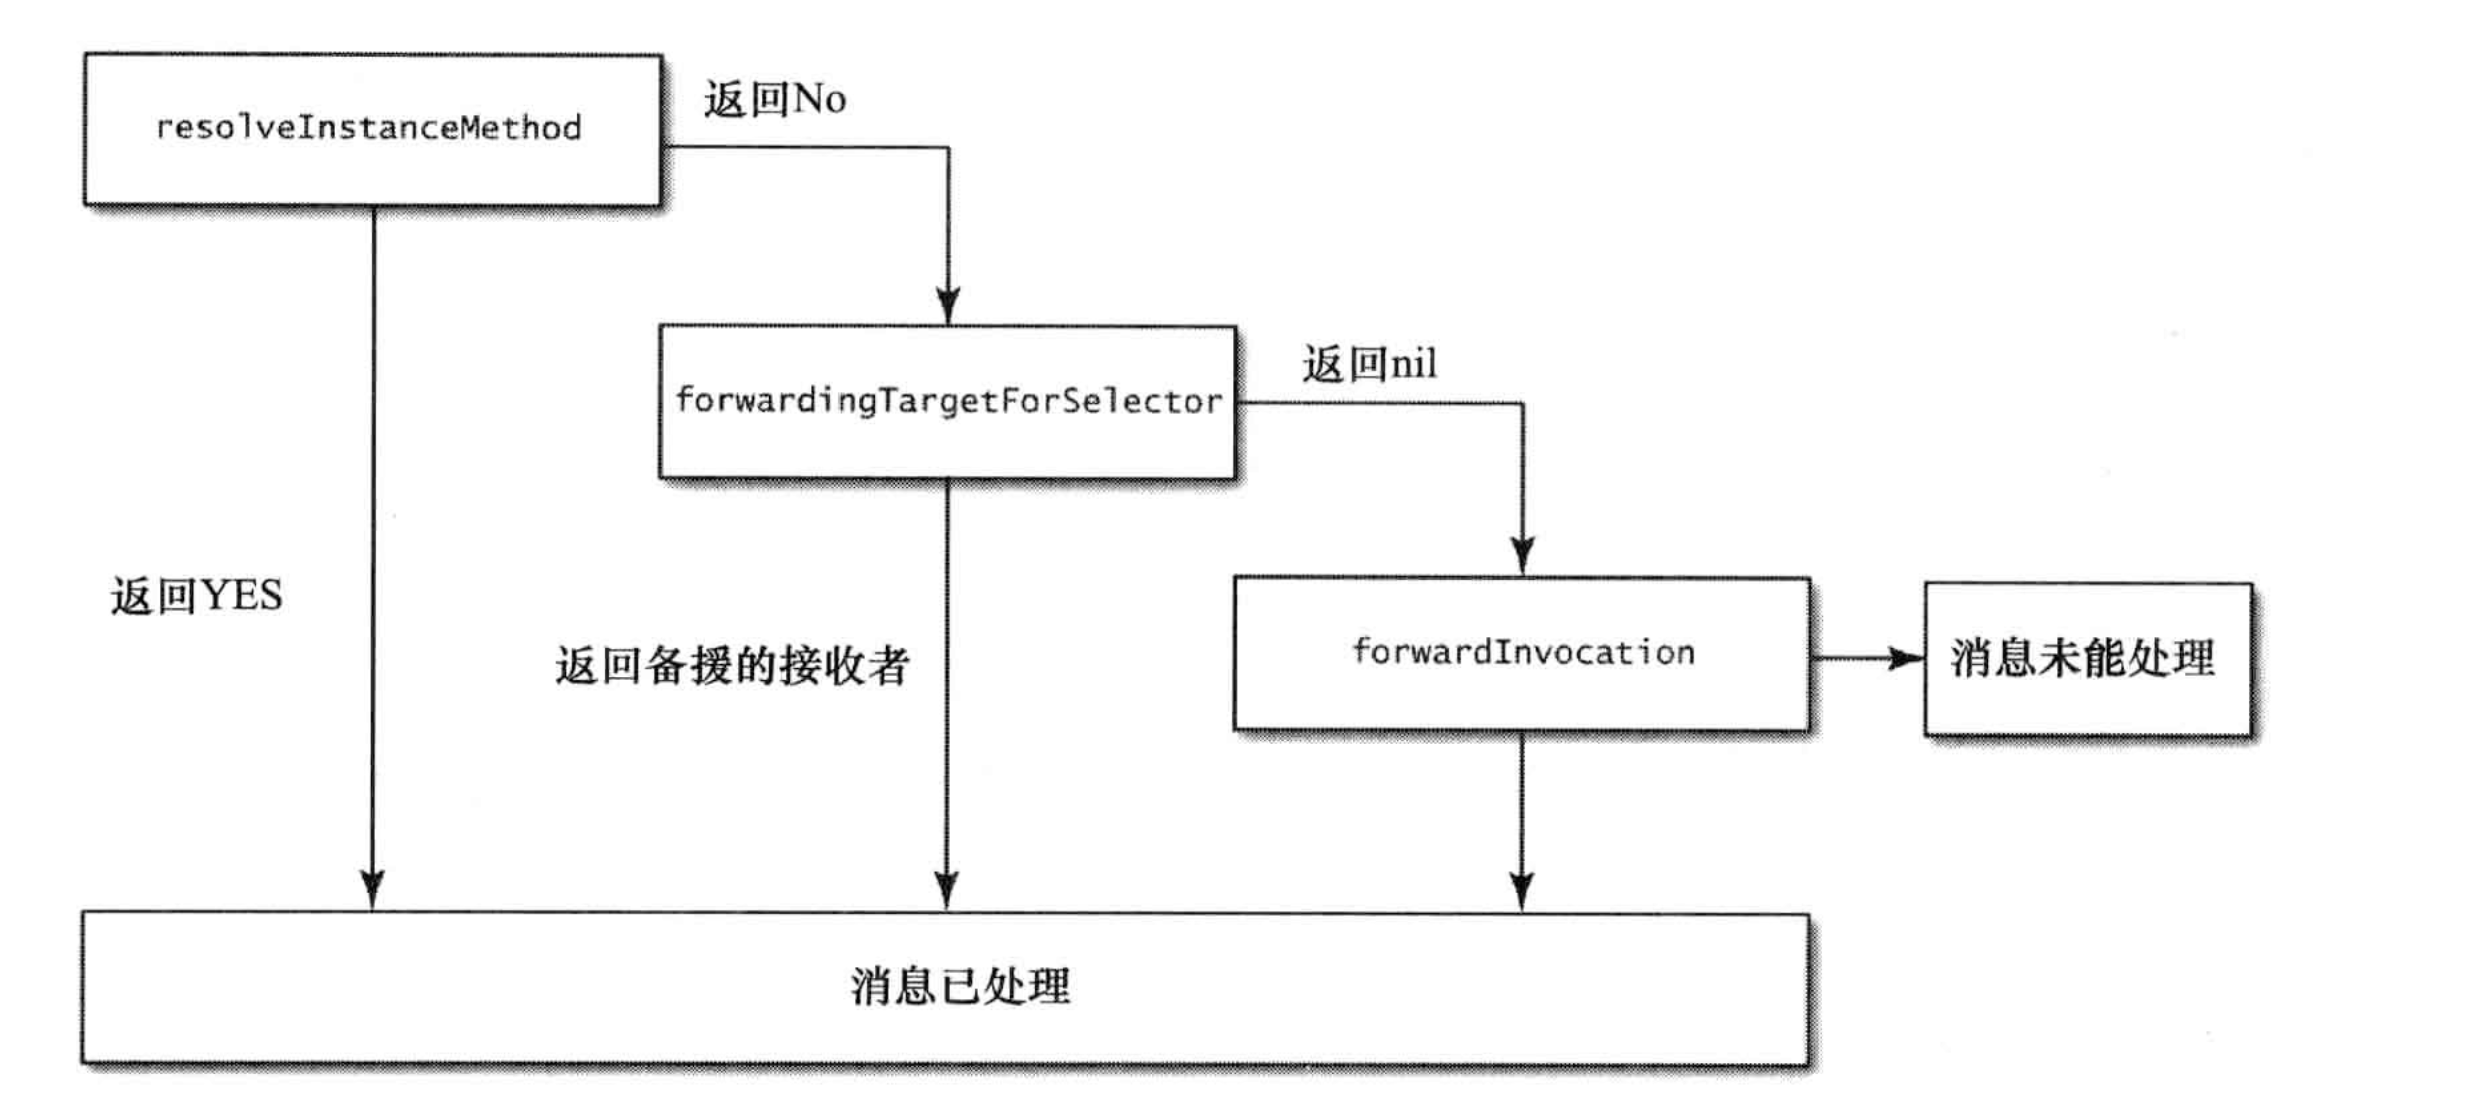 resolveInstanceMethod
返回No
forwardingTargetForSelector
返回nil
返回YES
返回备援的接收者
forwardInvocation
消息未能处理
消息已处理